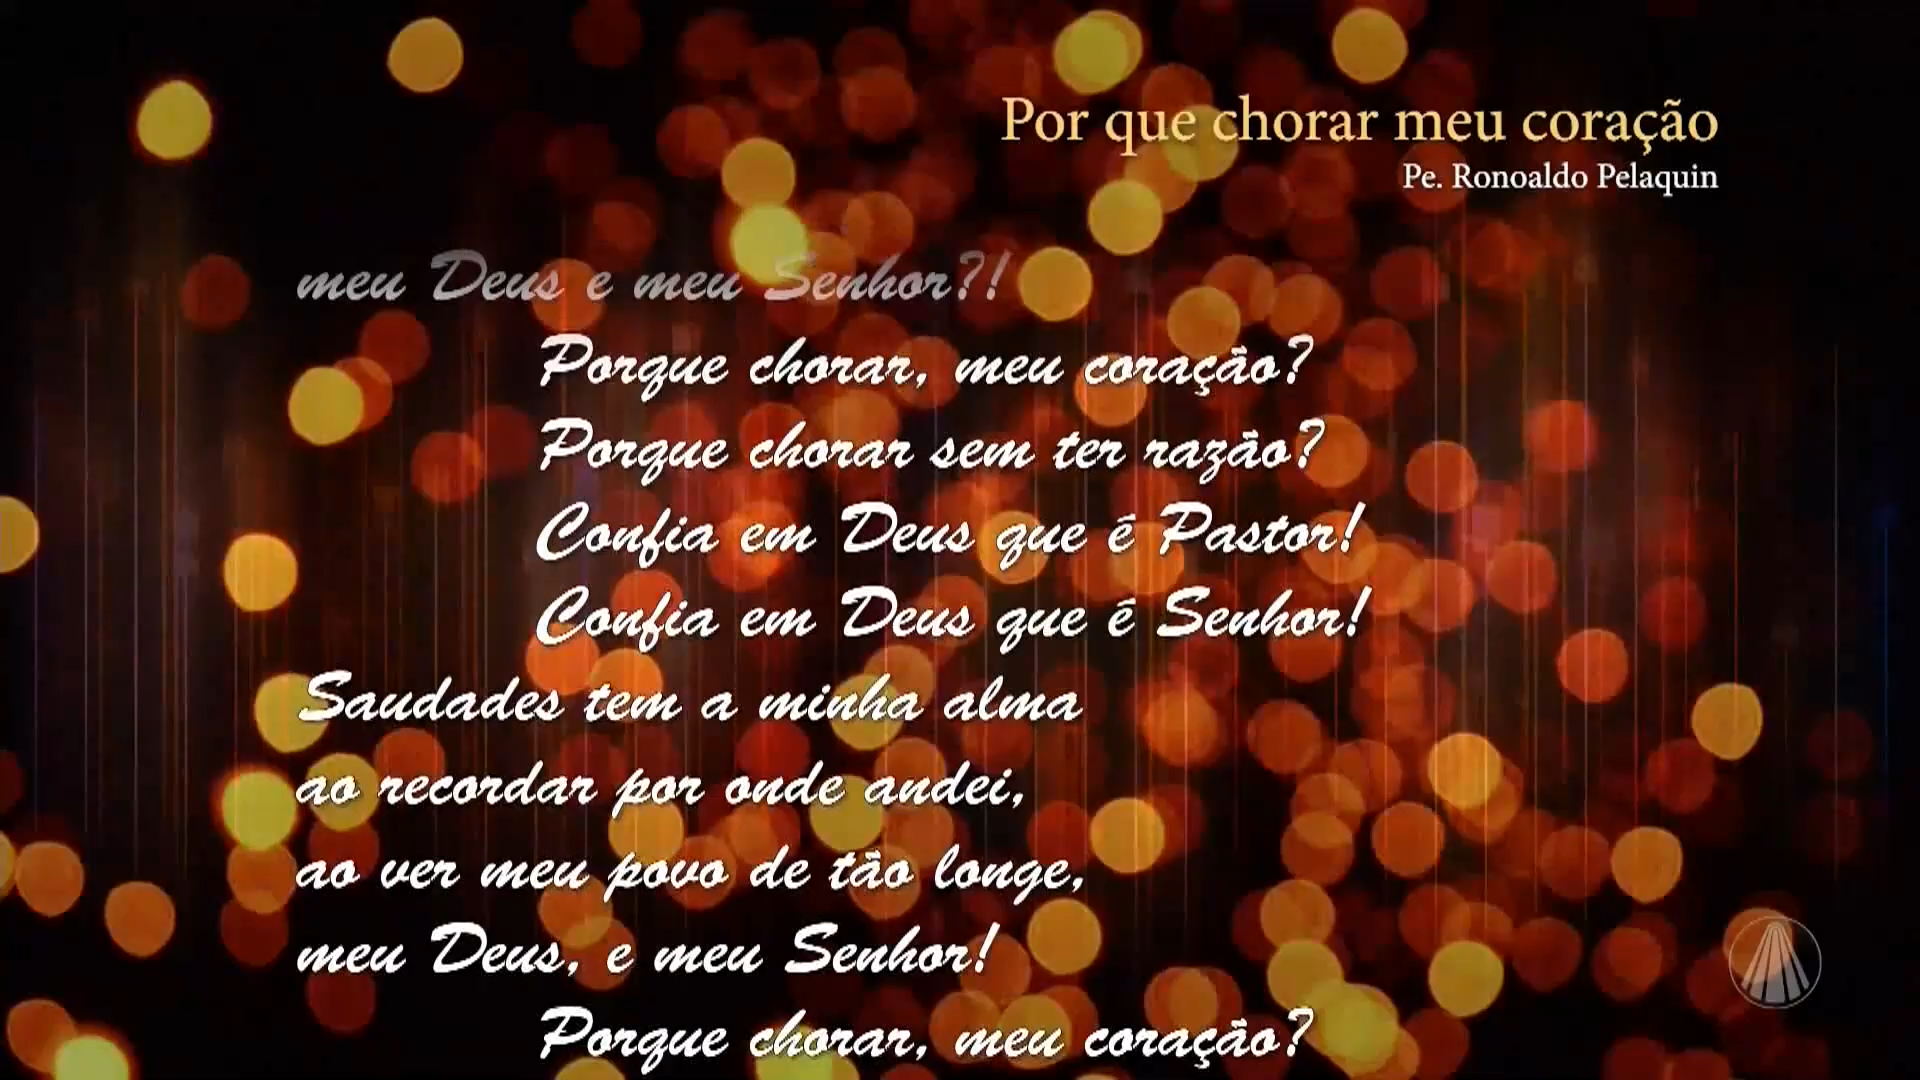 Por que chorar meu coração
Pe. Ronoaldo Pelaquin
meu Deus e meu Senhor?!
Porque chorar, meu coração?
Porque chorar sem ter razão?
Confia em Deus que é Pastor!
Confia em Deus que é Senhor!
Saudades tem a minha alma
ao recordar por onde andei,
ao ver meu povo de tão longe,
meu Deus, e meu Senhor!
Porque chorar, meu coração?